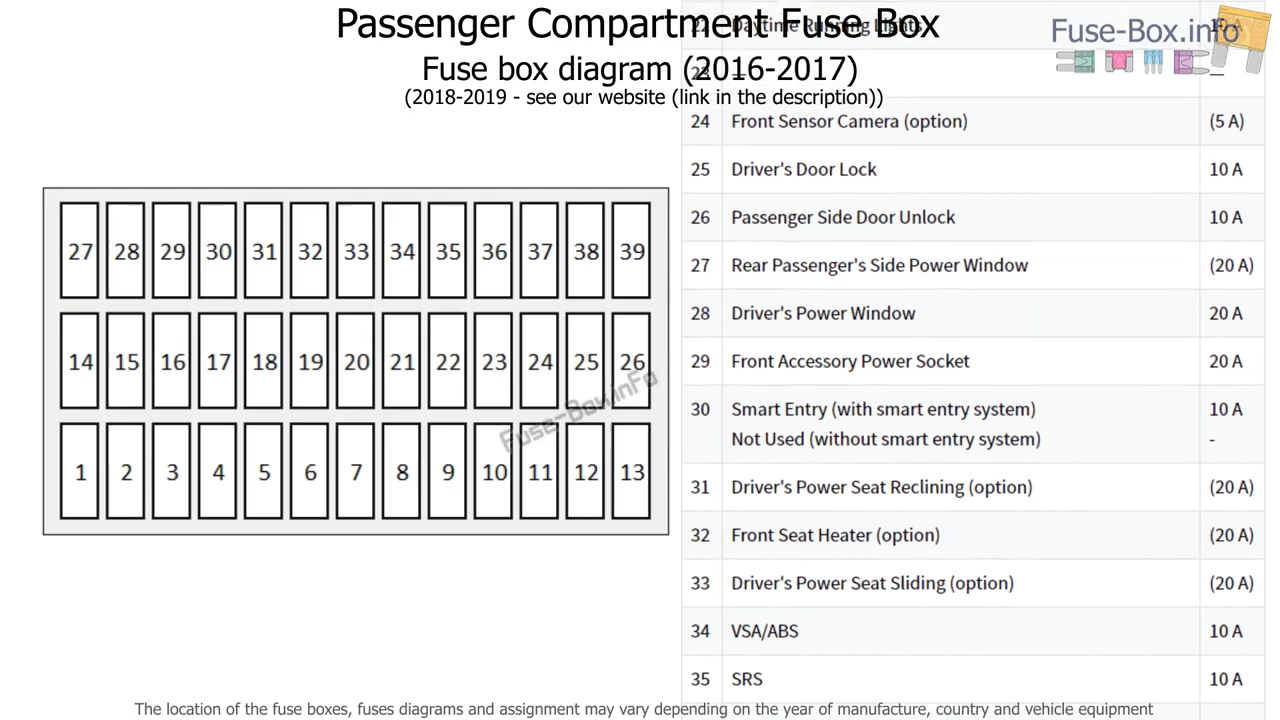 Passenger Compartment Fuse Box
Fuse box diagram (2016-2017)
(2018-2019 - see our website (link in the description))
Fuse-Box.info
22 Daytime Running Lights
23 —
24 Front Sensor Camera (option) (5 A)
25 Driver's Door Lock 10 A
26 Passenger Side Door Unlock 10 A
27 Rear Passenger's Side Power Window (20 A)
28 Driver's Power Window 20 A
29 Front Accessory Power Socket 20 A
30 Smart Entry (with smart entry system) 10 A
Not Used (without smart entry system) -
31 Driver's Power Seat Reclining (option) (20 A)
32 Front Seat Heater (option) (20 A)
33 Driver's Power Seat Sliding (option) (20 A)
34 VSA/ABS 10 A
35 SRS 10 A
27 28 29 30 31 32 33 34 35 36 37 38 39
14 15 16 17 18 19 20 21 22 23 24 25 26
1 2 3 4 5 6 7 8 9 10 11 12 13
Fuse-Box.inFo
The location of the fuse boxes, fuses diagrams and assignment may vary depending on the year of manufacture, country and vehicle equipment